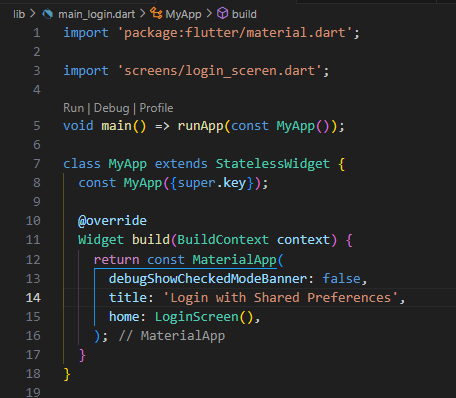 lib > main_login.dart > MyApp > build
1 import 'package:flutter/material.dart';
2
3 import 'screens/login_sceren.dart';
4
Run | Debug | Profile
5 void main() => runApp(const MyApp());
6
7 class MyApp extends StatelessWidget {
8   const MyApp({super.key});
9
10   @override
11   Widget build(BuildContext context) {
12     return const MaterialApp(
13       debugShowCheckedModeBanner: false,
14       title: 'Login with Shared Preferences',
15       home: LoginScreen(),
16     ); // MaterialApp
17   }
18 }
19